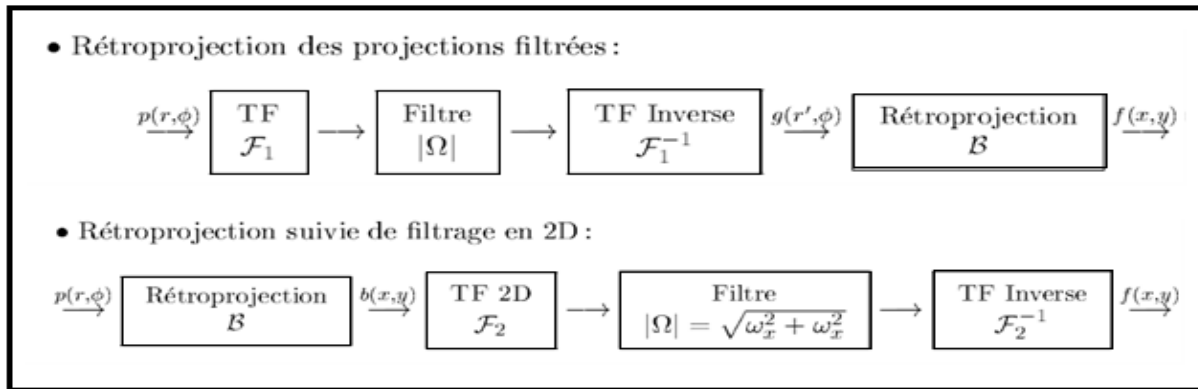 • Rétroprojection des projections filtrées :
p(r,ϕ) ⟶ TF ⟶ Filtre ⟶ TF Inverse g(r′,ϕ) ⟶ Rétroprojection f(x,y) ⟶
F₁ |Ω| F₁⁻¹ B
• Rétroprojection suivie de filtrage en 2D :
p(r,ϕ) ⟶ Rétroprojection b(x,y) ⟶ TF 2D ⟶ Filtre ⟶ TF Inverse f(x,y) ⟶
B F₂ |Ω| = √(ω²ₓ + ω²ₓ) F₂⁻¹